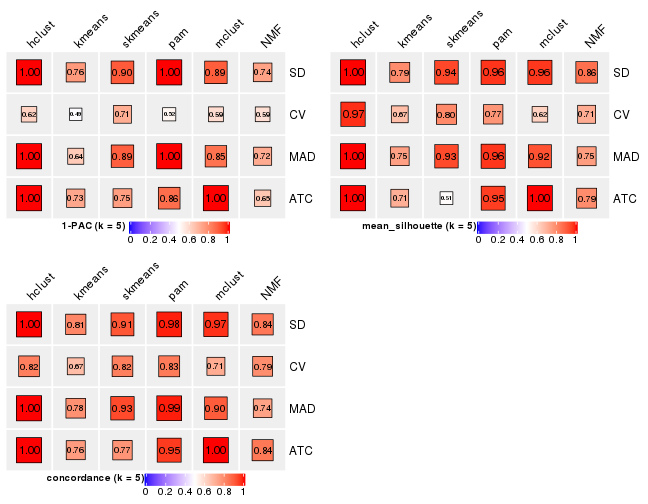 hclust kmeans skmeans pam mclust NMF
1.00 0.76 0.90 1.00 0.89 0.74 SD
0.62 0.49 0.71 0.52 0.59 0.59 CV
1.00 0.64 0.89 1.00 0.85 0.72 MAD
1.00 0.73 0.75 0.86 1.00 0.65 ATC
1-PAC (k = 5)
0 0.2 0.4 0.6 0.8 1
hclust kmeans skmeans pam mclust NMF
1.00 0.79 0.94 0.96 0.96 0.86 SD
0.97 0.67 0.80 0.77 0.62 0.71 CV
1.00 0.75 0.93 0.96 0.92 0.75 MAD
1.00 0.71 0.51 0.95 1.00 0.79 ATC
mean_silhouette (k = 5)
0 0.2 0.4 0.6 0.8 1
hclust kmeans skmeans pam mclust NMF
1.00 0.81 0.91 0.98 0.97 0.84 SD
0.82 0.67 0.82 0.83 0.71 0.79 CV
1.00 0.78 0.93 0.99 0.90 0.74 MAD
1.00 0.76 0.77 0.95 1.00 0.84 ATC
concordance (k = 5)
0 0.2 0.4 0.6 0.8 1